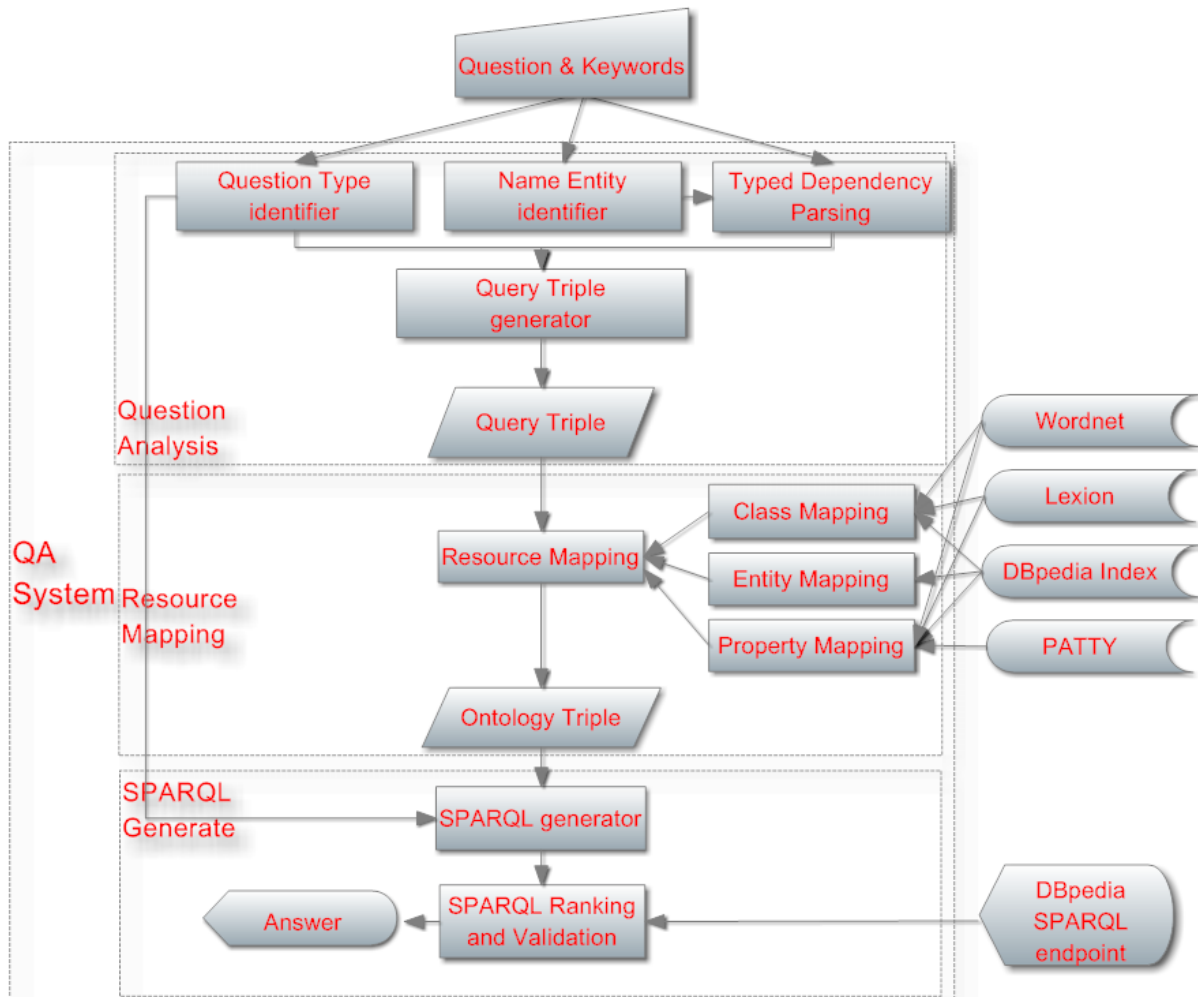 Question & Keywords
Question Type
identifier
Name Entity
identifier
Typed Dependency
Parsing
Query Triple
generator
Question
Analysis
Query Triple
Wordnet
Lexion
DBpedia Index
PATTY
Class Mapping
Entity Mapping
Property Mapping
Resource Mapping
QA
System
Resource
Mapping
Ontology Triple
SPARQL
Generate
SPARQL generator
SPARQL Ranking
and Validation
Answer
DBpedia
SPARQL
endpoint